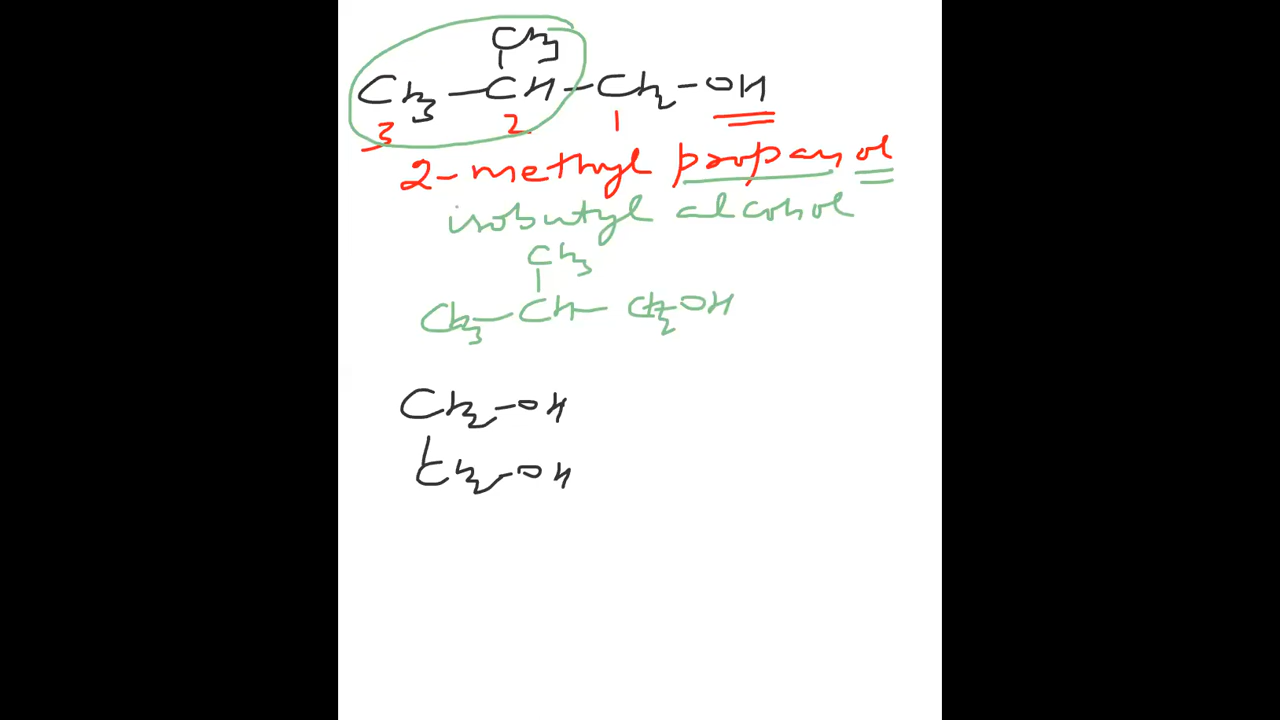 CH3
CH3 — CH — CH2 — OH
3 2 1
2-methyl propanol
isobutyl alcohol
CH3
CH3 — CH — CH2OH
CH2 — OH
CH2 — OH